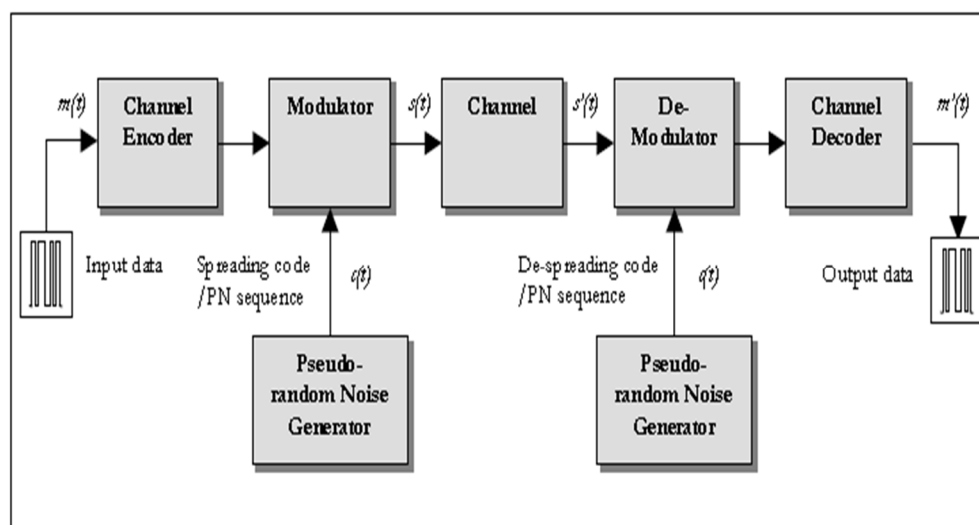 m(t)
Channel
Encoder
Modulator
s(t)
Channel
s'(t)
De-
Modulator
Channel
Decoder
m'(t)
Input data
Spreading code
/PN sequence
c(t)
De-spreading code
/PN sequence
c(t)
Output data
Pseudo-
random Noise
Generator
Pseudo-
random Noise
Generator